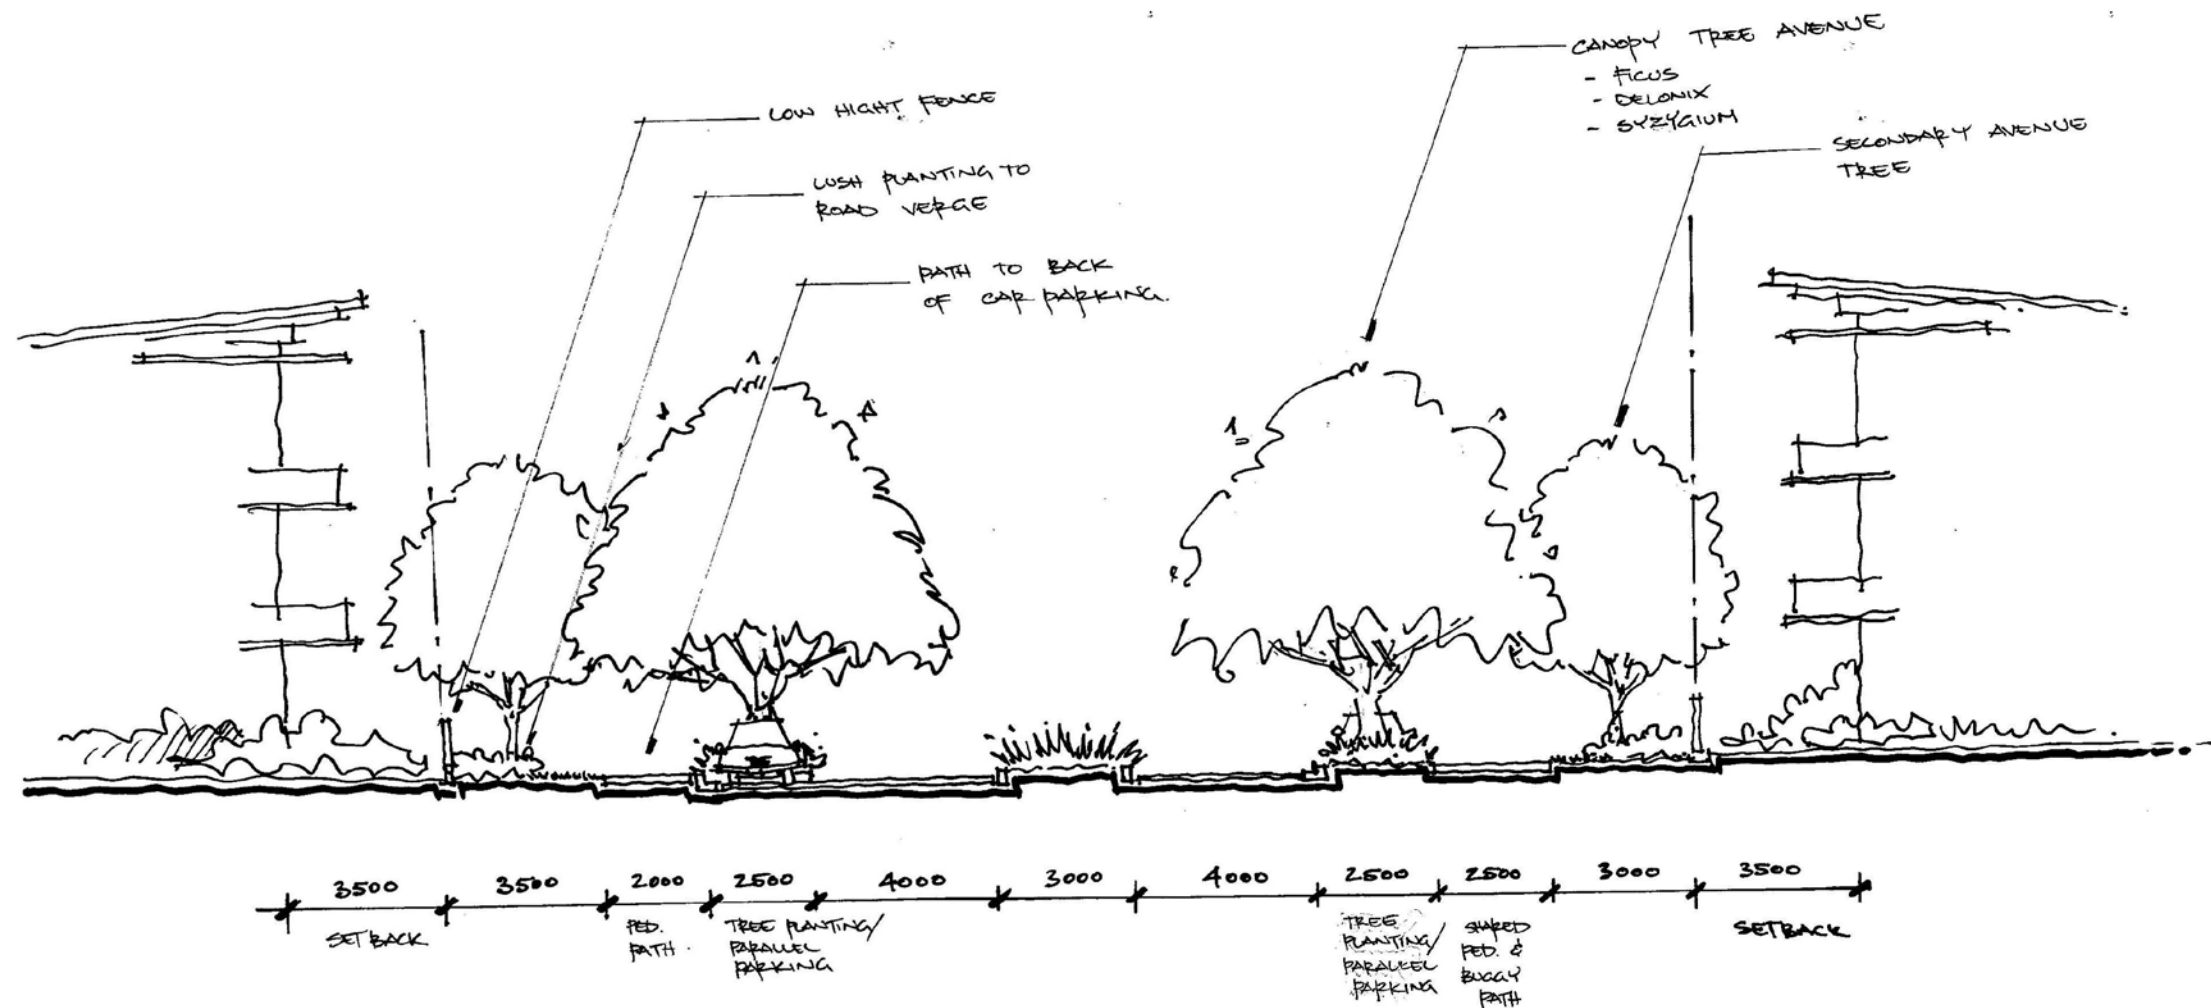 CANOPY TREE AVENUE
- FICUS
- DELONIX
- SYZYGIUM
LOW HIGHT FENCE
SECONDARY AVENUE
TREE
LUSH PLANTING TO
ROAD VERGE
PATH TO BACK
OF CAR PARKING.
3500
3500
2000
2500
4000
3000
4000
2500
2500
3000
3500
SETBACK
PED.
PATH.
TREE PLANTING/
PARALLEL
PARKING
TREE
PLANTING/
PARALLEL
PARKING
SHARED
PED. &
BUGGY
PATH
SETBACK